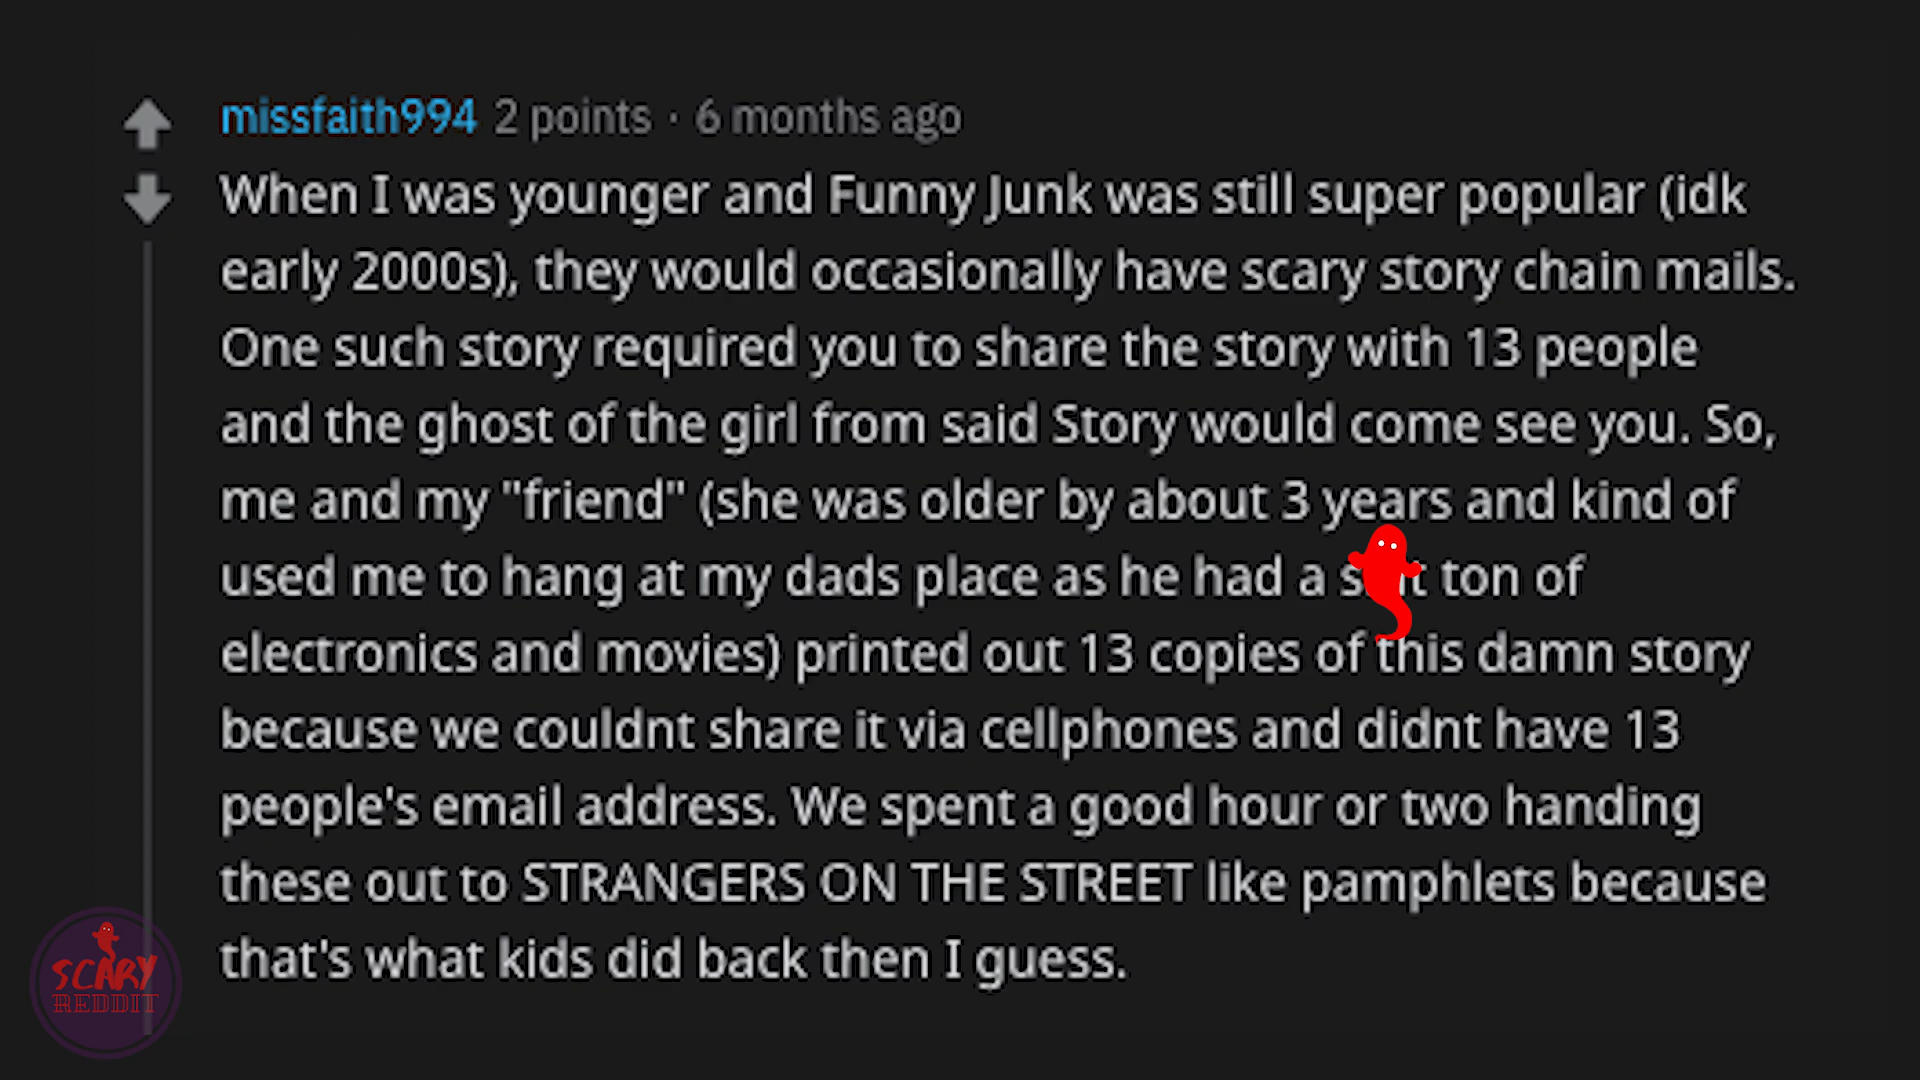 missfaith994 2 points · 6 months ago
When I was younger and Funny Junk was still super popular (idk
early 2000s), they would occasionally have scary story chain mails.
One such story required you to share the story with 13 people
and the ghost of the girl from said Story would come see you. So,
me and my "friend" (she was older by about 3 years and kind of
used me to hang at my dads place as he had a ton of
electronics and movies) printed out 13 copies of this damn story
because we couldnt share it via cellphones and didnt have 13
people's email address. We spent a good hour or two handing
these out to STRANGERS ON THE STREET like pamphlets because
that's what kids did back then I guess.
SCARY
REDDIT